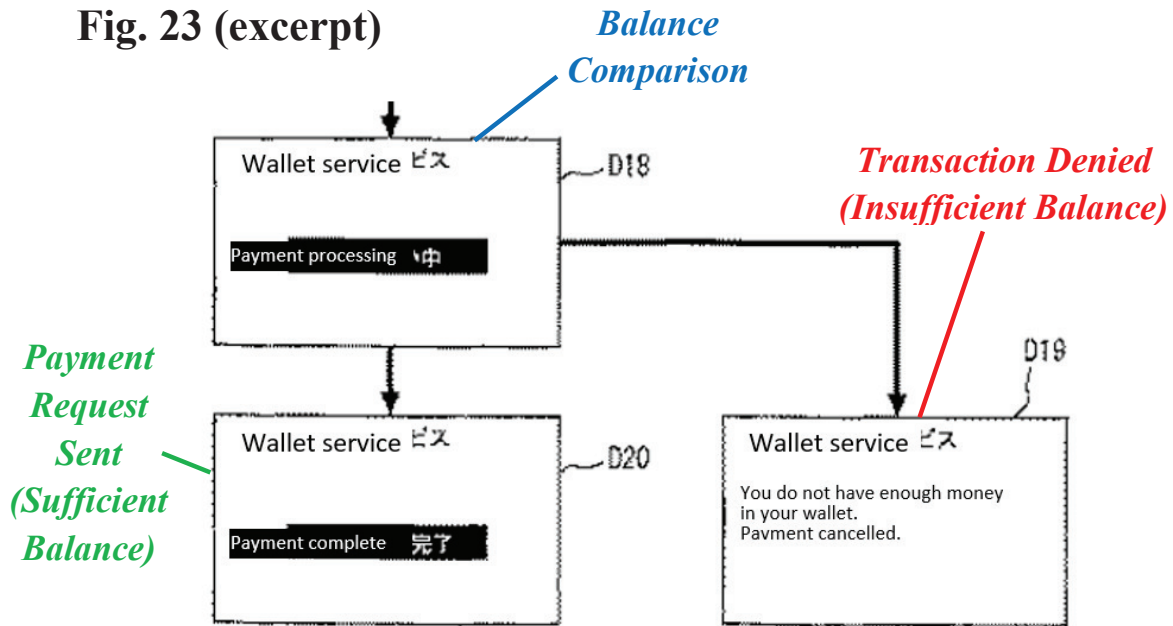 Fig. 23 (excerpt)
Balance
Comparison
Wallet service ビス
D18
Payment processing 中
Transaction Denied
(Insufficient Balance)
Payment
Request
Sent
(Sufficient
Balance)
Wallet service ビス
D20
Payment complete 完了
D19
Wallet service ビス
You do not have enough money
in your wallet.
Pavment cancelled.